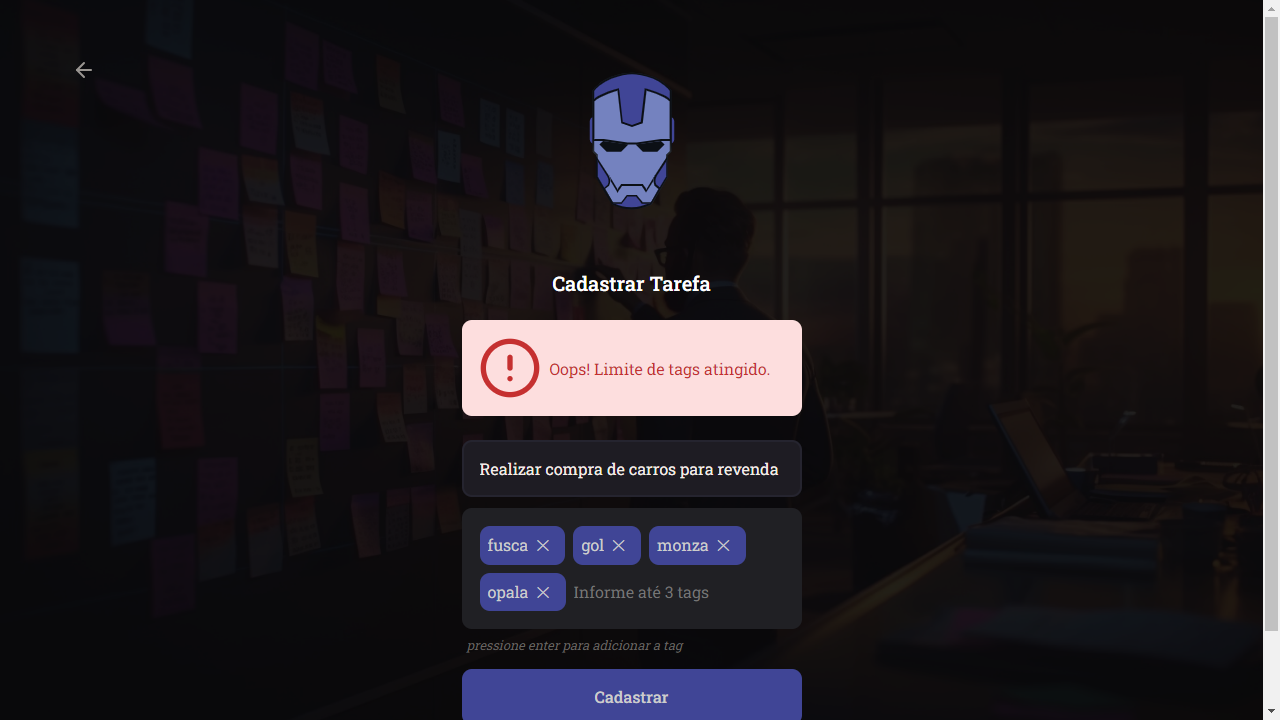 Cadastrar Tarefa
Oops! Limite de tags atingido.
Realizar compra de carros para revenda
fusca gol monza
opala Informe até 3 tags
pressione enter para adicionar a tag
Cadastrar